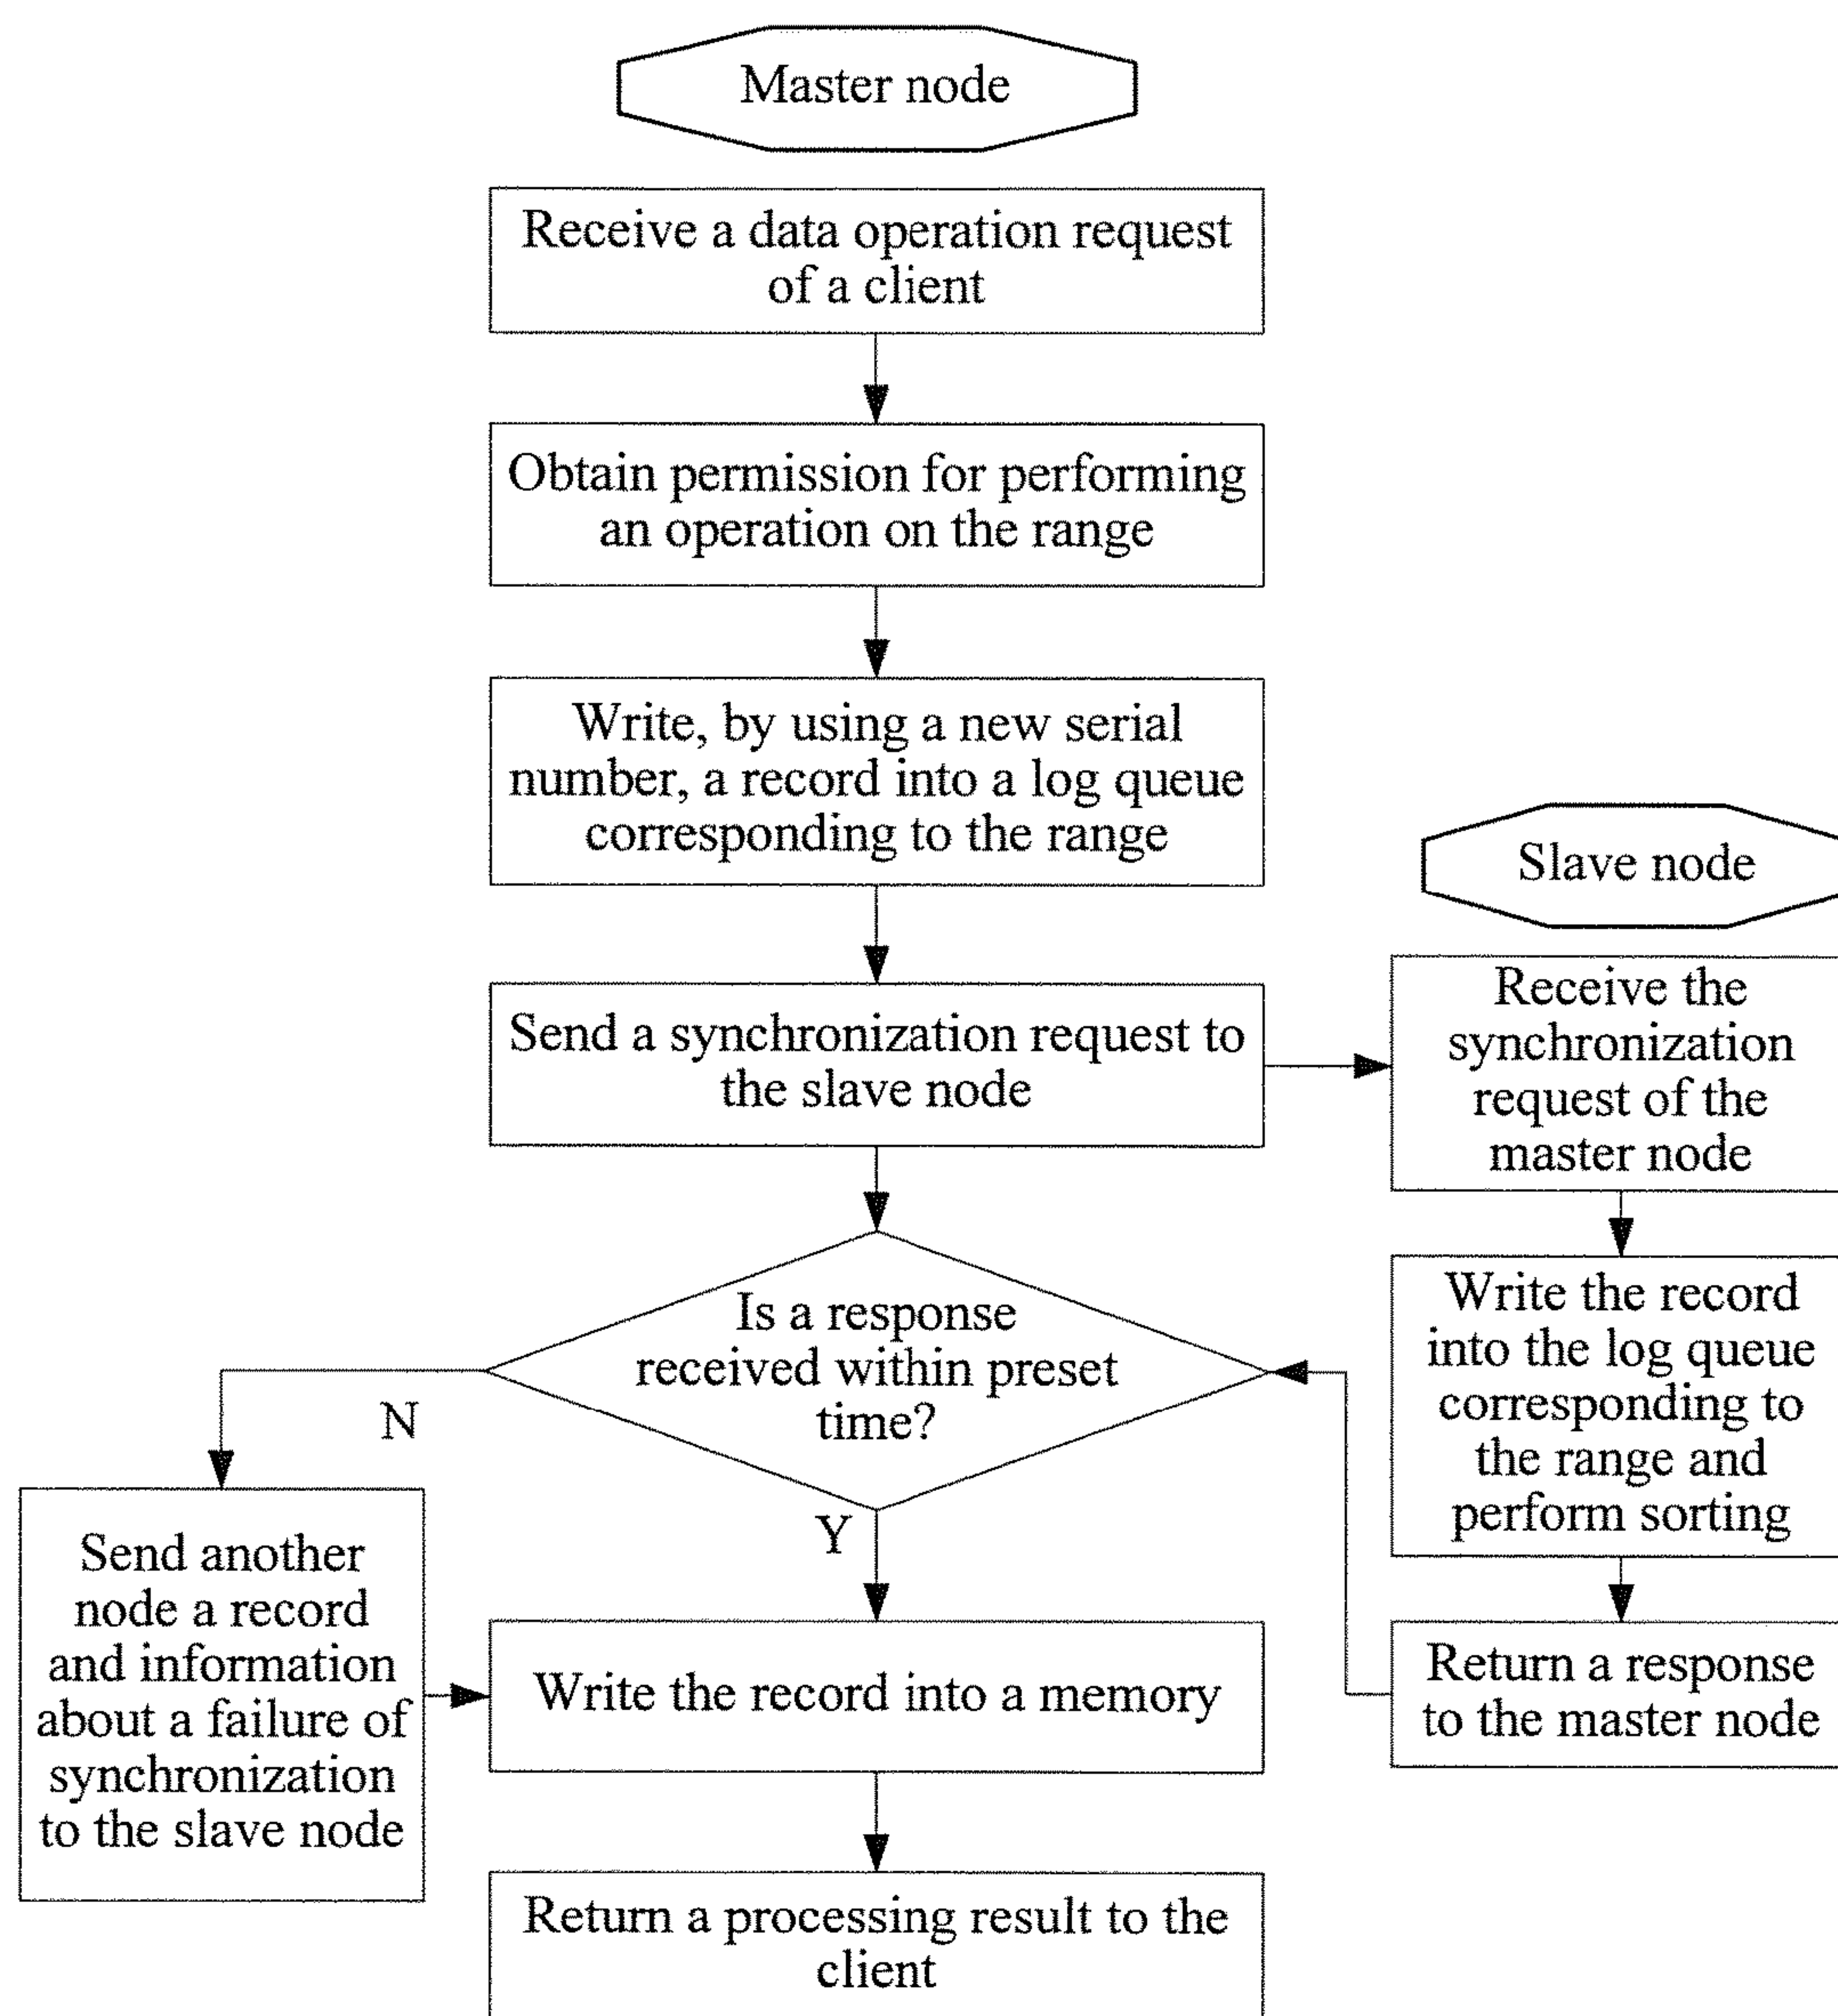 Master node
Receive a data operation request
of a client
Obtain permission for performing
an operation on the range
Write, by using a new serial
number, a record into a log queue
corresponding to the range
Send a synchronization request to
the slave node
Is a response
received within preset
time?
N
Y
Send another
node a record
and information
about a failure of
synchronization
to the slave node
Write the record into a memory
Return a processing result to the
client
Slave node
Receive the
synchronization
request of the
master node
Write the record
into the log queue
corresponding to
the range and
perform sorting
Return a response
to the master node